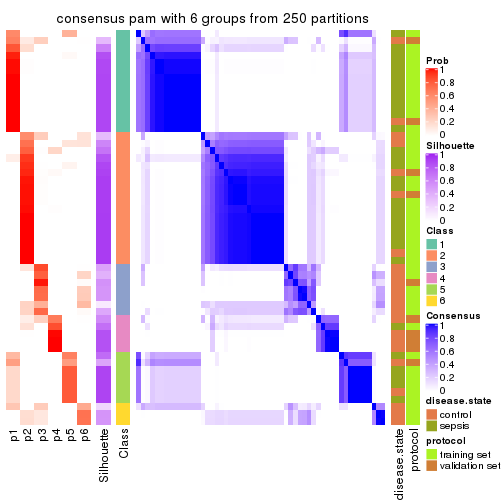 consensus pam with 6 groups from 250 partitions
Prob
1
0.8
0.6
0.4
0.2
0
Silhouette
1
0.8
0.6
0.4
0.2
0
Class
1
2
3
4
5
6
Consensus
1
0.8
0.6
0.4
0.2
0
disease.state
control
sepsis
protocol
training set
validation set
p1
p2
p3
p4
p5
p6
Silhouette
Class
disease.state
protocol